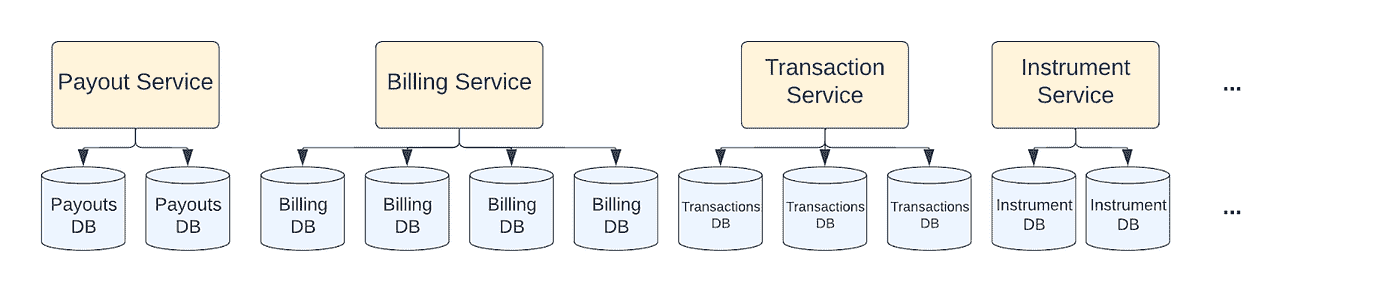 Payout Service
Billing Service
Transaction
Service
Instrument
Service
...
Payouts
DB
Payouts
DB
Billing
DB
Billing
DB
Billing
DB
Billing
DB
Transactions
DB
Transactions
DB
Transactions
DB
Instrument
DB
Instrument
DB
...